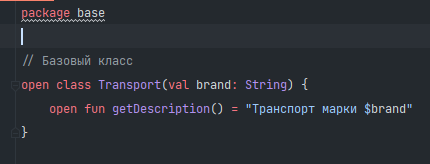 package base
// Базовый класс
open class Transport(val brand: String) {
open fun getDescription() = "Транспорт марки $brand"
}